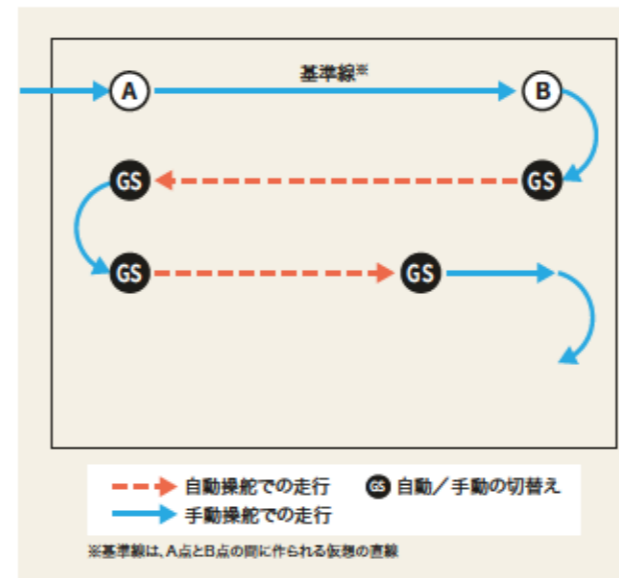 基準線※
A
B
GS
GS
GS
GS
自動操舵での走行
GS 自動／手動の切替え
手動操舵での走行
※基準線は、A点とB点の間に作られる仮想の直線